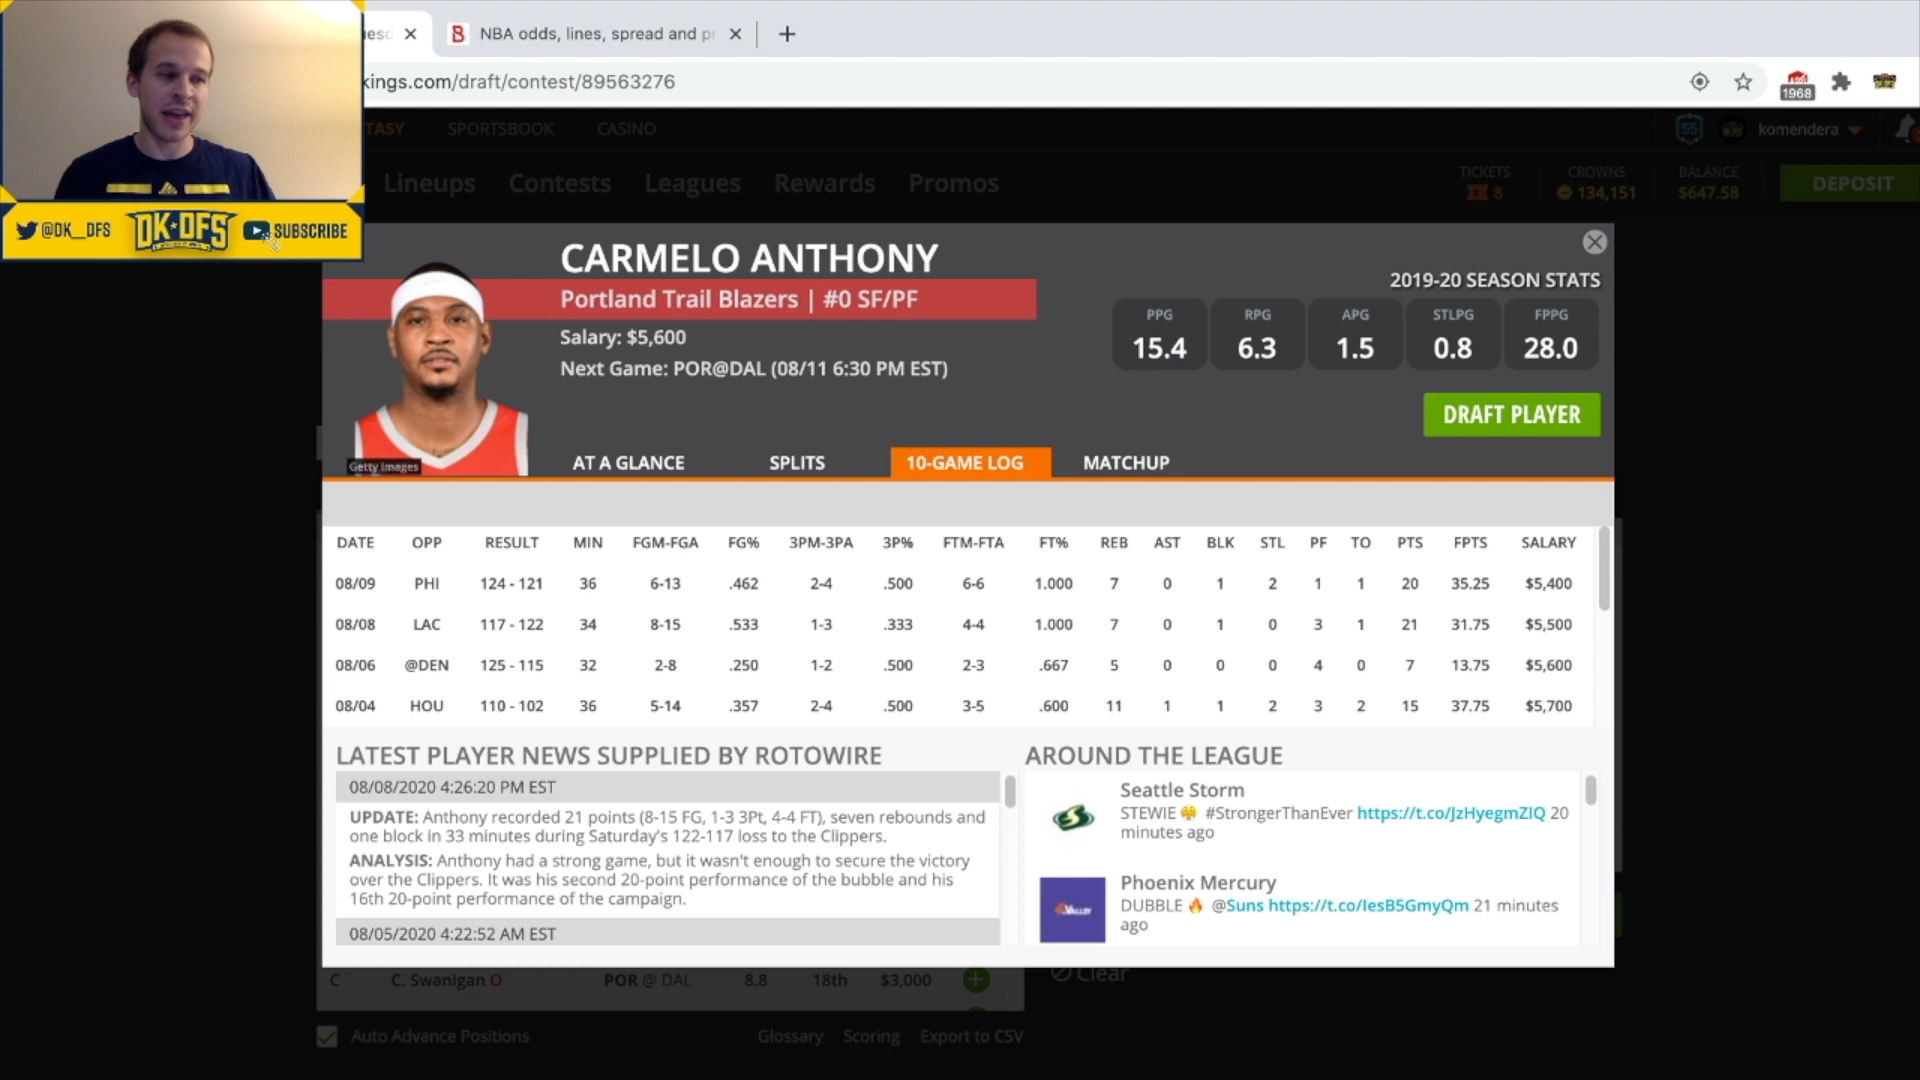 NBA odds, lines, spread and pr
kings.com/draft/contest/89563276
1968
TASY SPORTSBOOK CASINO
55 komendera
Lineups Contests Leagues Rewards Promos
TICKETS 8
CROWNS 134,151
BALANCE $647.58
DEPOSIT
@DK__DFS DK DFS SUBSCRIBE
CARMELO ANTHONY
Portland Trail Blazers | #0 SF/PF
Salary: $5,600
Next Game: POR@DAL (08/11 6:30 PM EST)
2019-20 SEASON STATS
PPG RPG APG STLPG FPPG
15.4 6.3 1.5 0.8 28.0
DRAFT PLAYER
Getty Images
AT A GLANCE SPLITS 10-GAME LOG MATCHUP
DATE OPP RESULT MIN FGM-FGA FG% 3PM-3PA 3P% FTM-FTA FT% REB AST BLK STL PF TO PTS FPTS SALARY
08/09 PHI 124 - 121 36 6-13 .462 2-4 .500 6-6 1.000 7 0 1 2 1 1 20 35.25 $5,400
08/08 LAC 117 - 122 34 8-15 .533 1-3 .333 4-4 1.000 7 0 1 0 3 1 21 31.75 $5,500
08/06 @DEN 125 - 115 32 2-8 .250 1-2 .500 2-3 .667 5 0 0 0 4 0 7 13.75 $5,600
08/04 HOU 110 - 102 36 5-14 .357 2-4 .500 3-5 .600 11 1 1 2 3 2 15 37.75 $5,700
LATEST PLAYER NEWS SUPPLIED BY ROTOWIRE
08/08/2020 4:26:20 PM EST
UPDATE: Anthony recorded 21 points (8-15 FG, 1-3 3Pt, 4-4 FT), seven rebounds and
one block in 33 minutes during Saturday's 122-117 loss to the Clippers.
ANALYSIS: Anthony had a strong game, but it wasn't enough to secure the victory
over the Clippers. It was his second 20-point performance of the bubble and his
16th 20-point performance of the campaign.
08/05/2020 4:22:52 AM EST
AROUND THE LEAGUE
Seattle Storm
STEWIE #StrongerThanEver https://t.co/JzHyegmZIQ 20
minutes ago
Phoenix Mercury
DUBBLE 🔥 @Suns https://t.co/IesB5GmyQm 21 minutes
ago
C C. Swanigan O POR @ DAL 8.8 18th $3,000
Clear
Auto Advance Positions Glossary Scoring Export to CSV